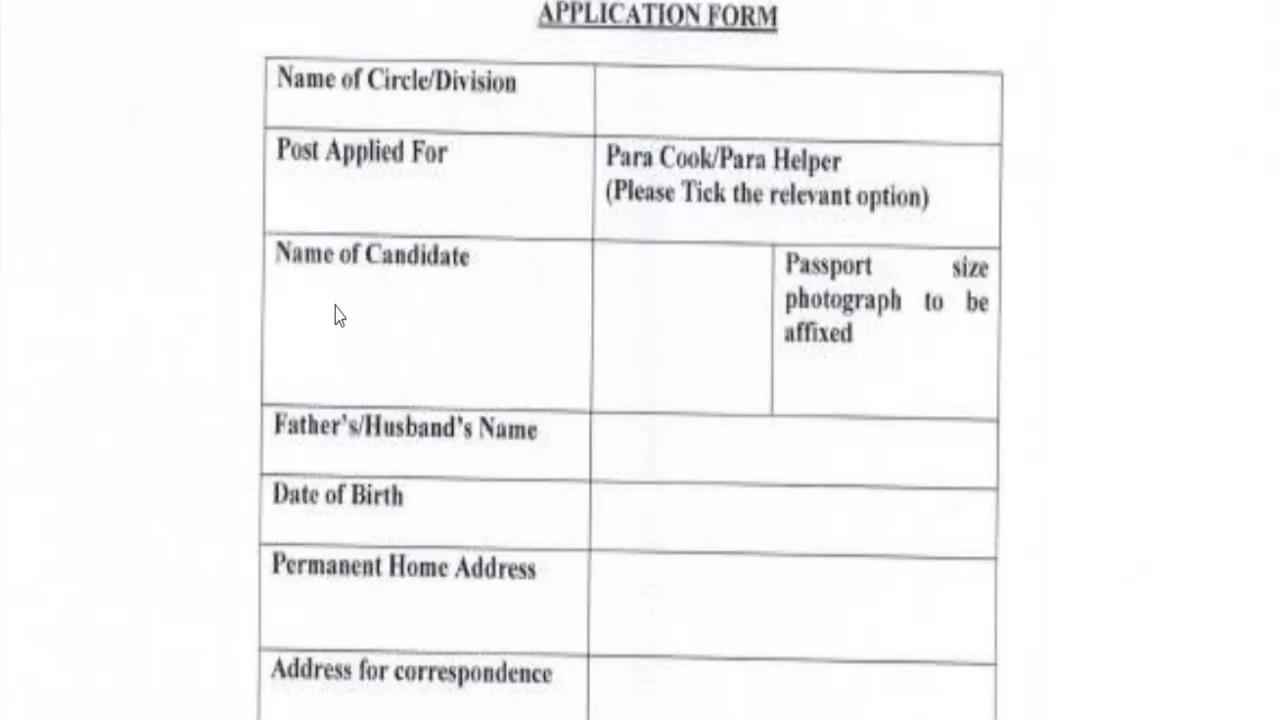 APPLICATION FORM
Name of Circle/Division
Post Applied For
Para Cook/Para Helper
(Please Tick the relevant option)
Name of Candidate
Passport size
photograph to be
affixed
Father's/Husband's Name
Date of Birth
Permanent Home Address
Address for correspondence